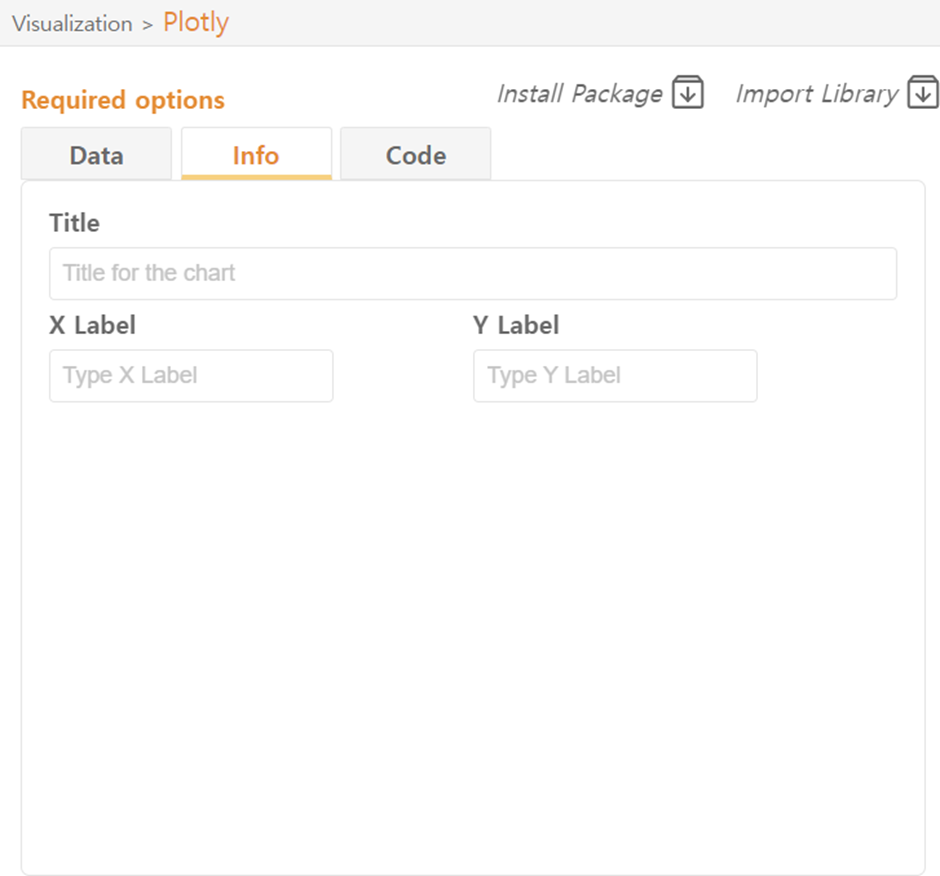 Visualization > Plotly
Required options
Install Package Import Library
Data Info Code
Title
Title for the chart
X Label Y Label
Type X Label Type Y Label